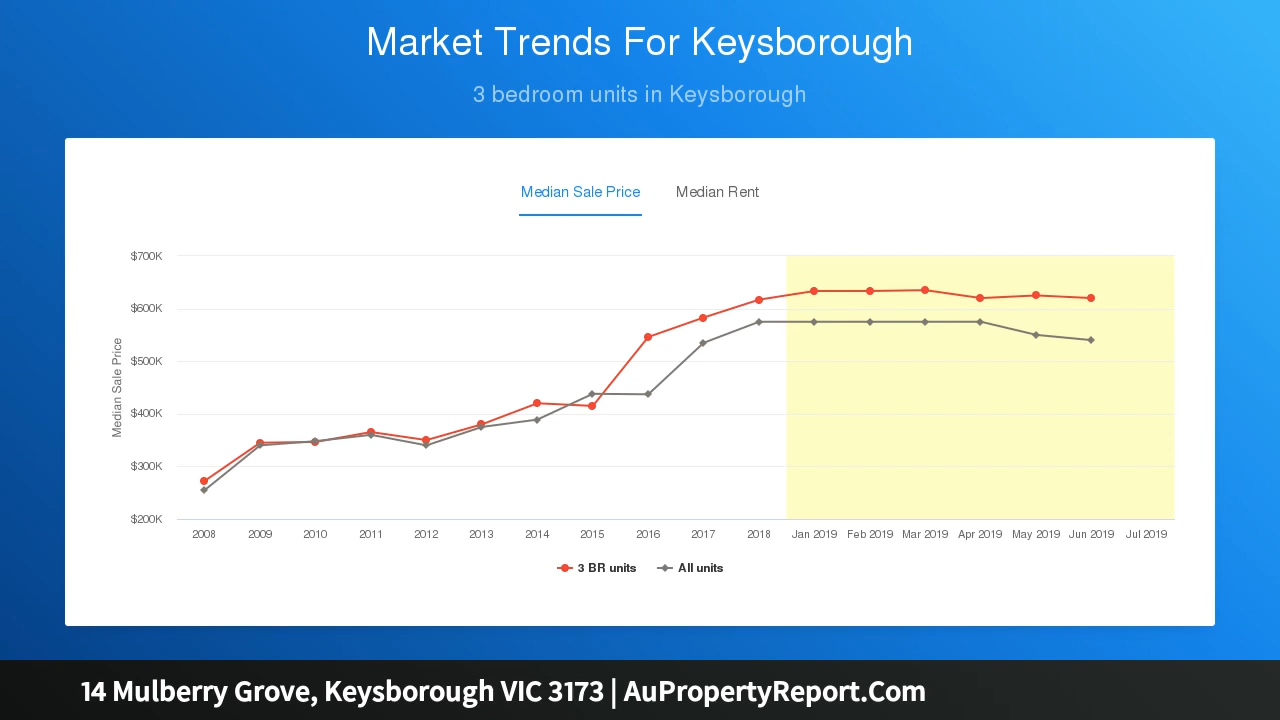 Market Trends For Keysborough
3 bedroom units in Keysborough
Median Sale Price Median Rent
$700K
$600K
$500K
$400K
$300K
$200K
Median Sale Price
2008 2009 2010 2011 2012 2013 2014 2015 2016 2017 2018 Jan 2019 Feb 2019 Mar 2019 Apr 2019 May 2019 Jun 2019 Jul 2019
3 BR units All units
14 Mulberry Grove, Keysborough VIC 3173 | AuPropertyReport.Com